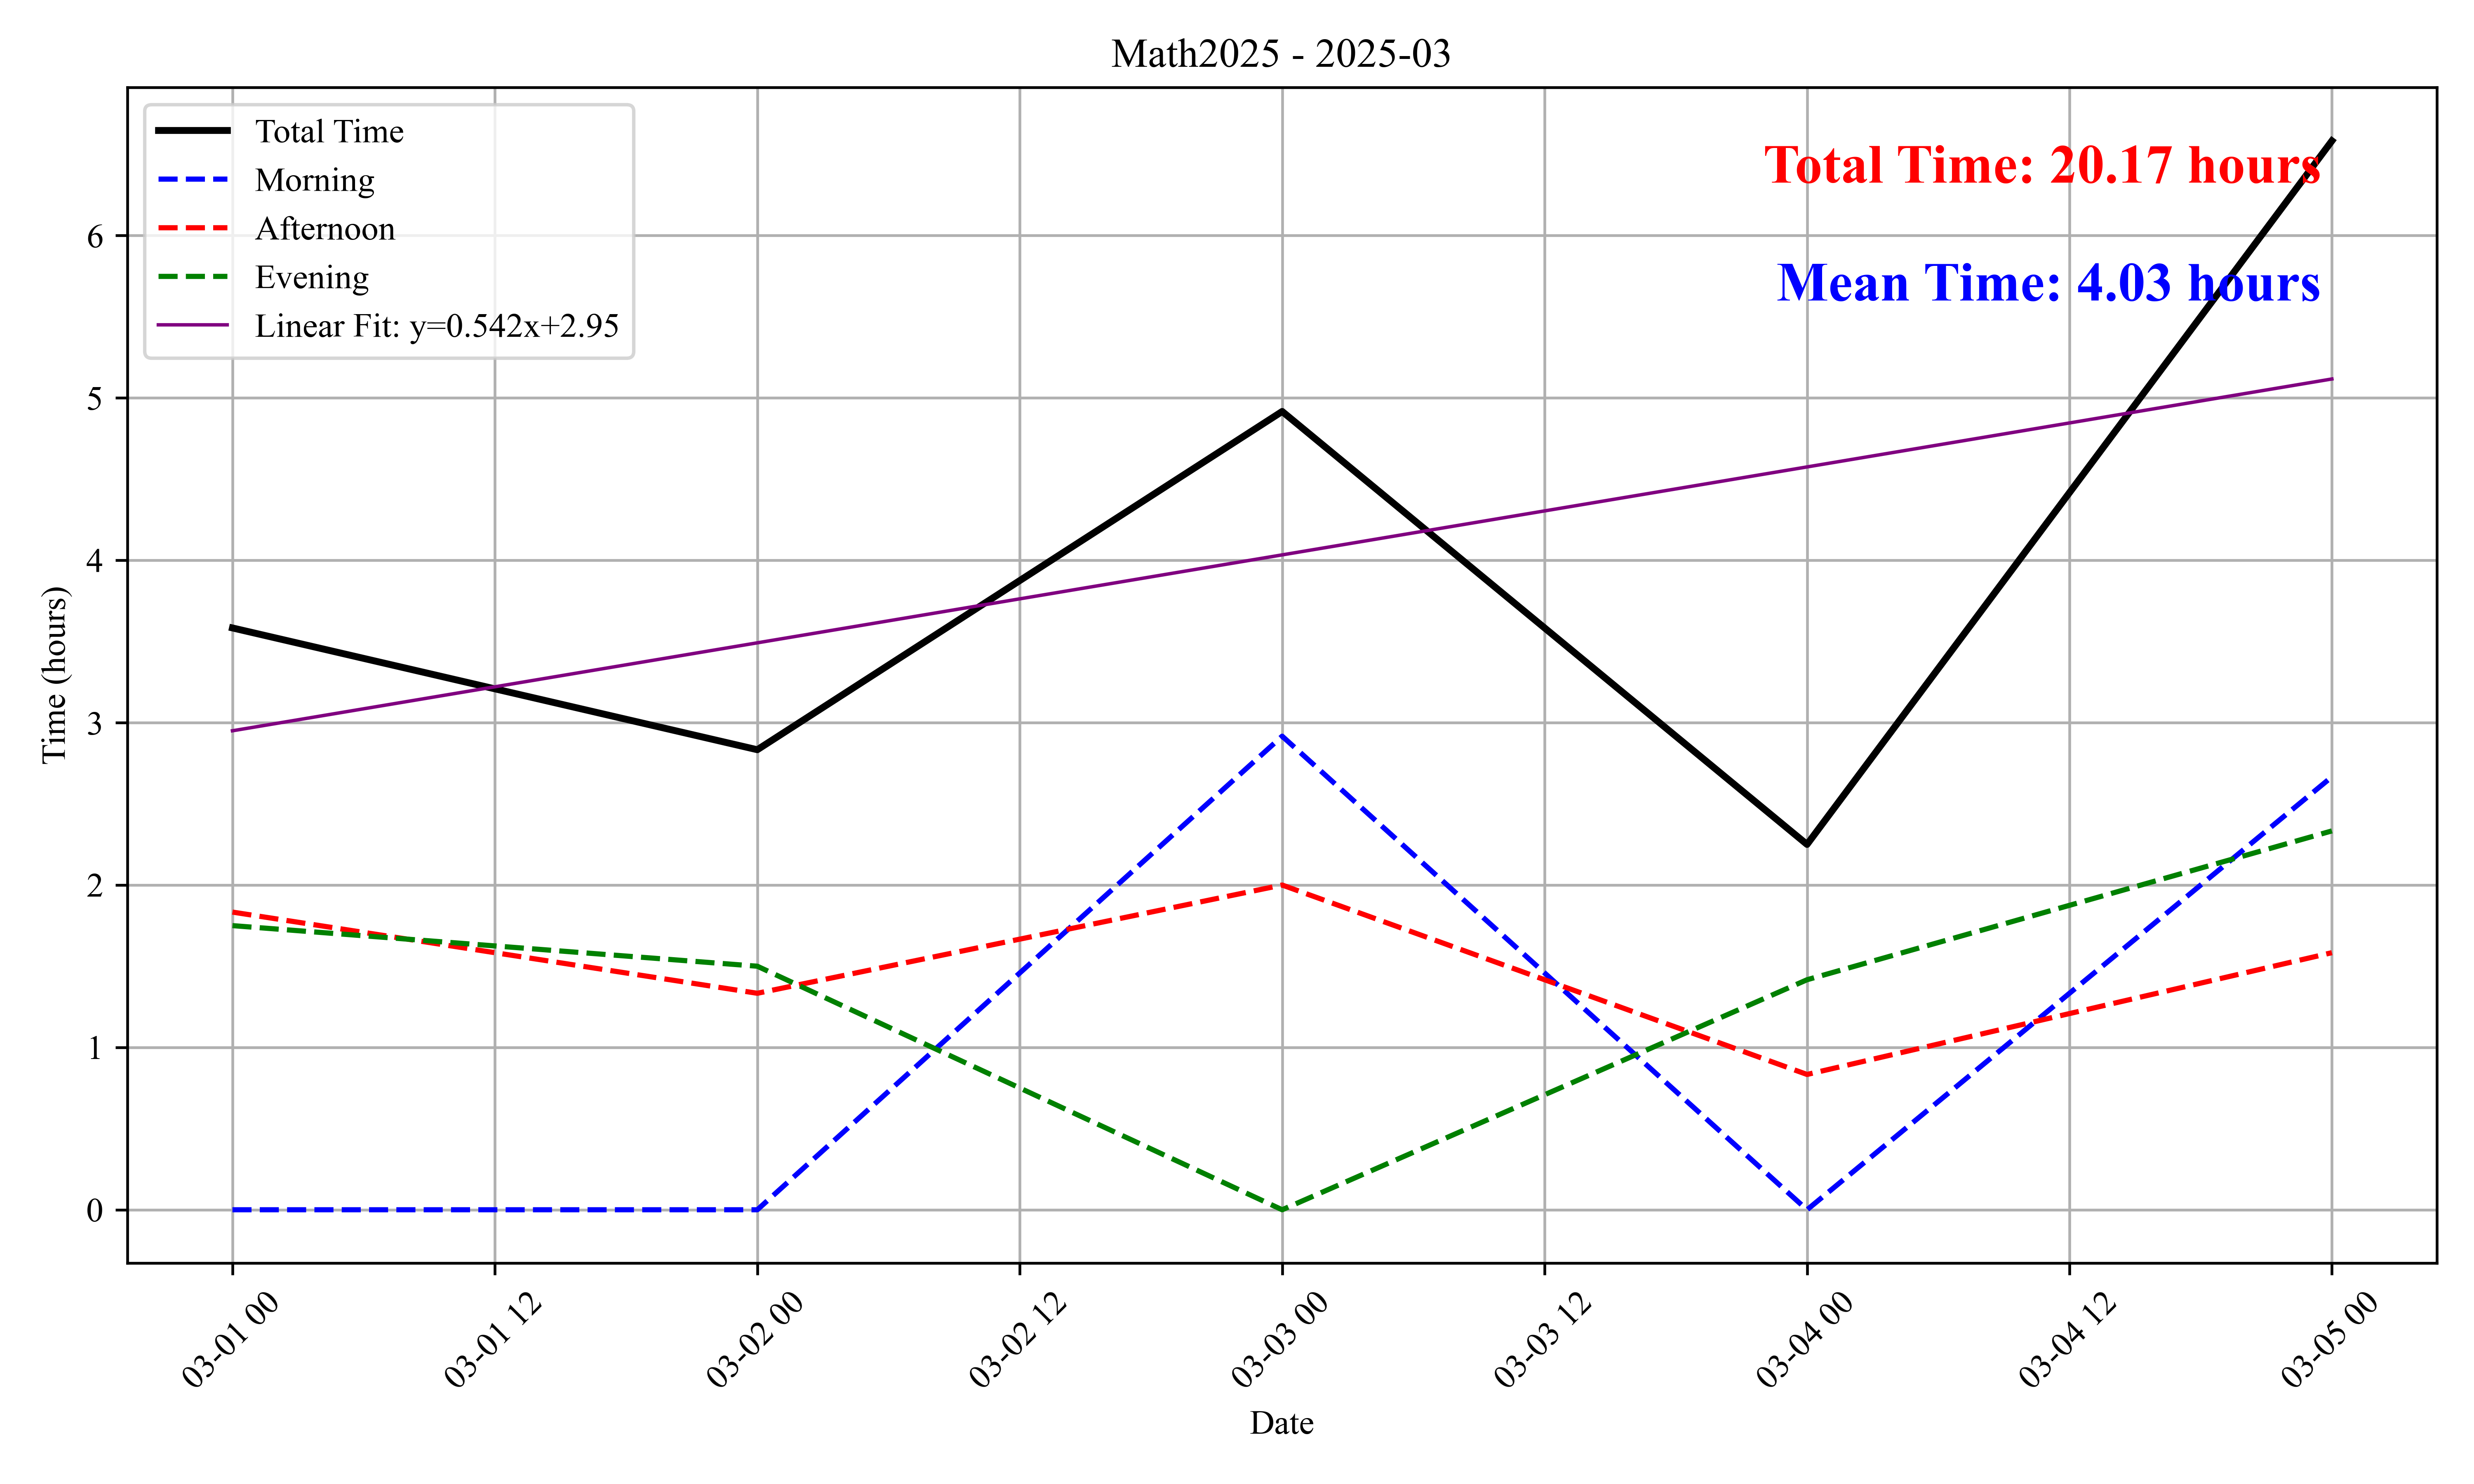 Math2025 - 2025-03
Total Time
Morning
Afternoon
Evening
Linear Fit: y=0.542x+2.95
Total Time: 20.17 hours
Mean Time: 4.03 hours
Time (hours)
6
5
4
3
2
1
0
03-01 00
03-01 12
03-02 00
03-02 12
03-03 00
03-03 12
03-04 00
03-04 12
03-05 00
Date